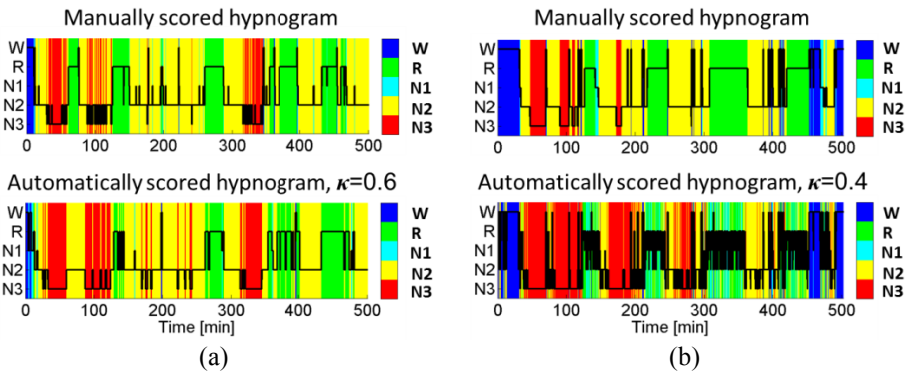 Manually scored hypnogram
W
R
N1
N2
N3
0 100 200 300 400 500
W
R
N1
N2
N3
Automatically scored hypnogram, κ=0.6
W
R
N1
N2
N3
0 100 200 300 400 500
Time [min]
W
R
N1
N2
N3
(a)
Manually scored hypnogram
W
R
N1
N2
N3
0 100 200 300 400 500
W
R
N1
N2
N3
Automatically scored hypnogram, κ=0.4
W
R
N1
N2
N3
0 100 200 300 400 500
Time [min]
W
R
N1
N2
N3
(b)